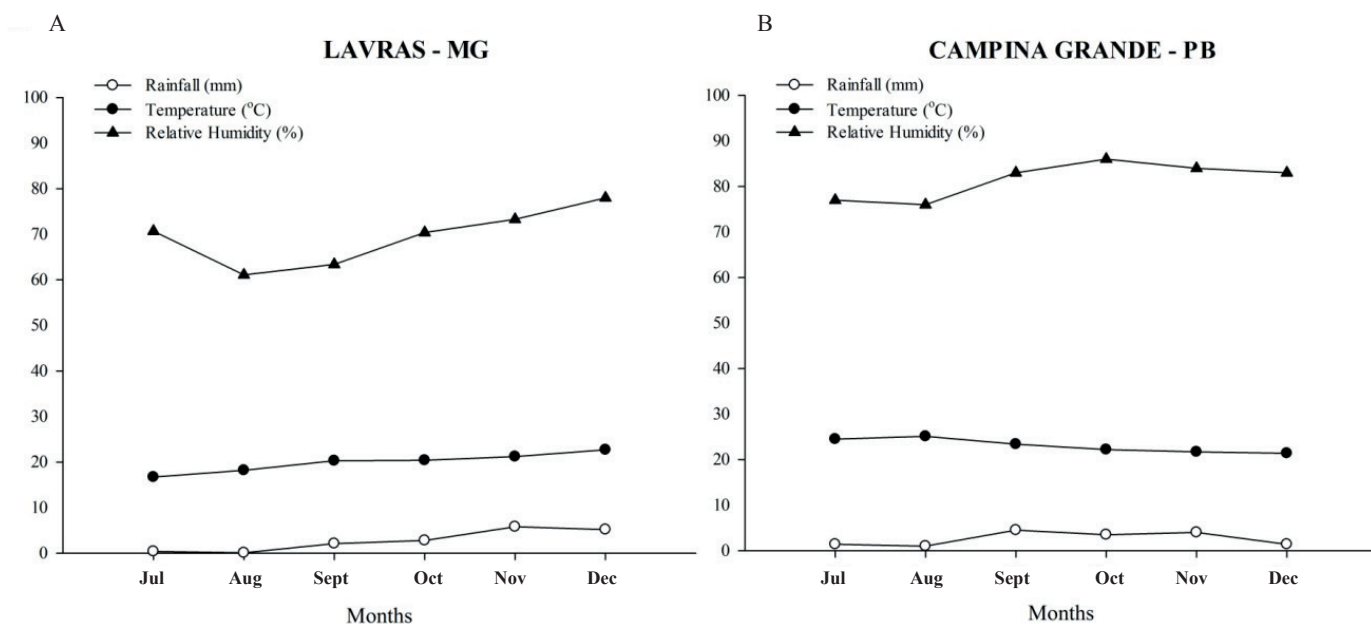 A
LAVRAS - MG
Rainfall (mm)
Temperature (°C)
Relative Humidity (%)
100
90
80
70
60
50
40
30
20
10
0
Jul Aug Sept Oct Nov Dec
Months
B
CAMPINA GRANDE - PB
Rainfall (mm)
Temperature (°C)
Relative Humidity (%)
100
90
80
70
60
50
40
30
20
10
0
Jul Aug Sept Oct Nov Dec
Months